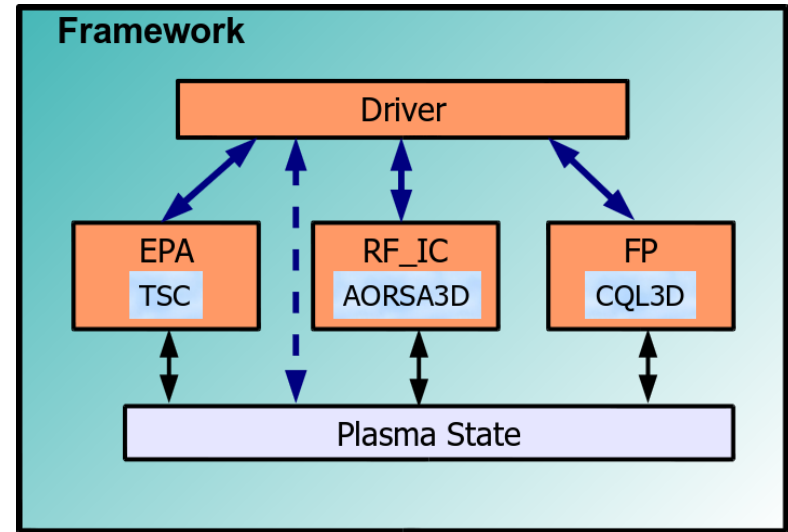 Framework
Driver
EPA
TSC
RF_IC
AORSA3D
FP
CQL3D
Plasma State